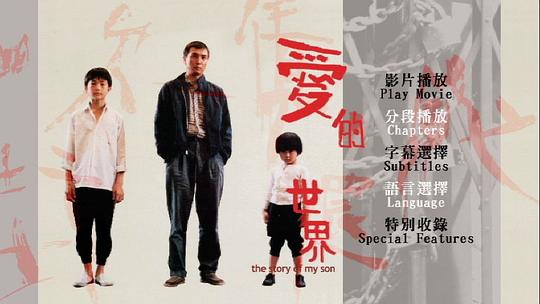 愛的
世界
the story of my son
影片播放
Play Movie
分段播放
Chapters
字幕選擇
Subtitles
語言選擇
Language
特別收錄
Special Features